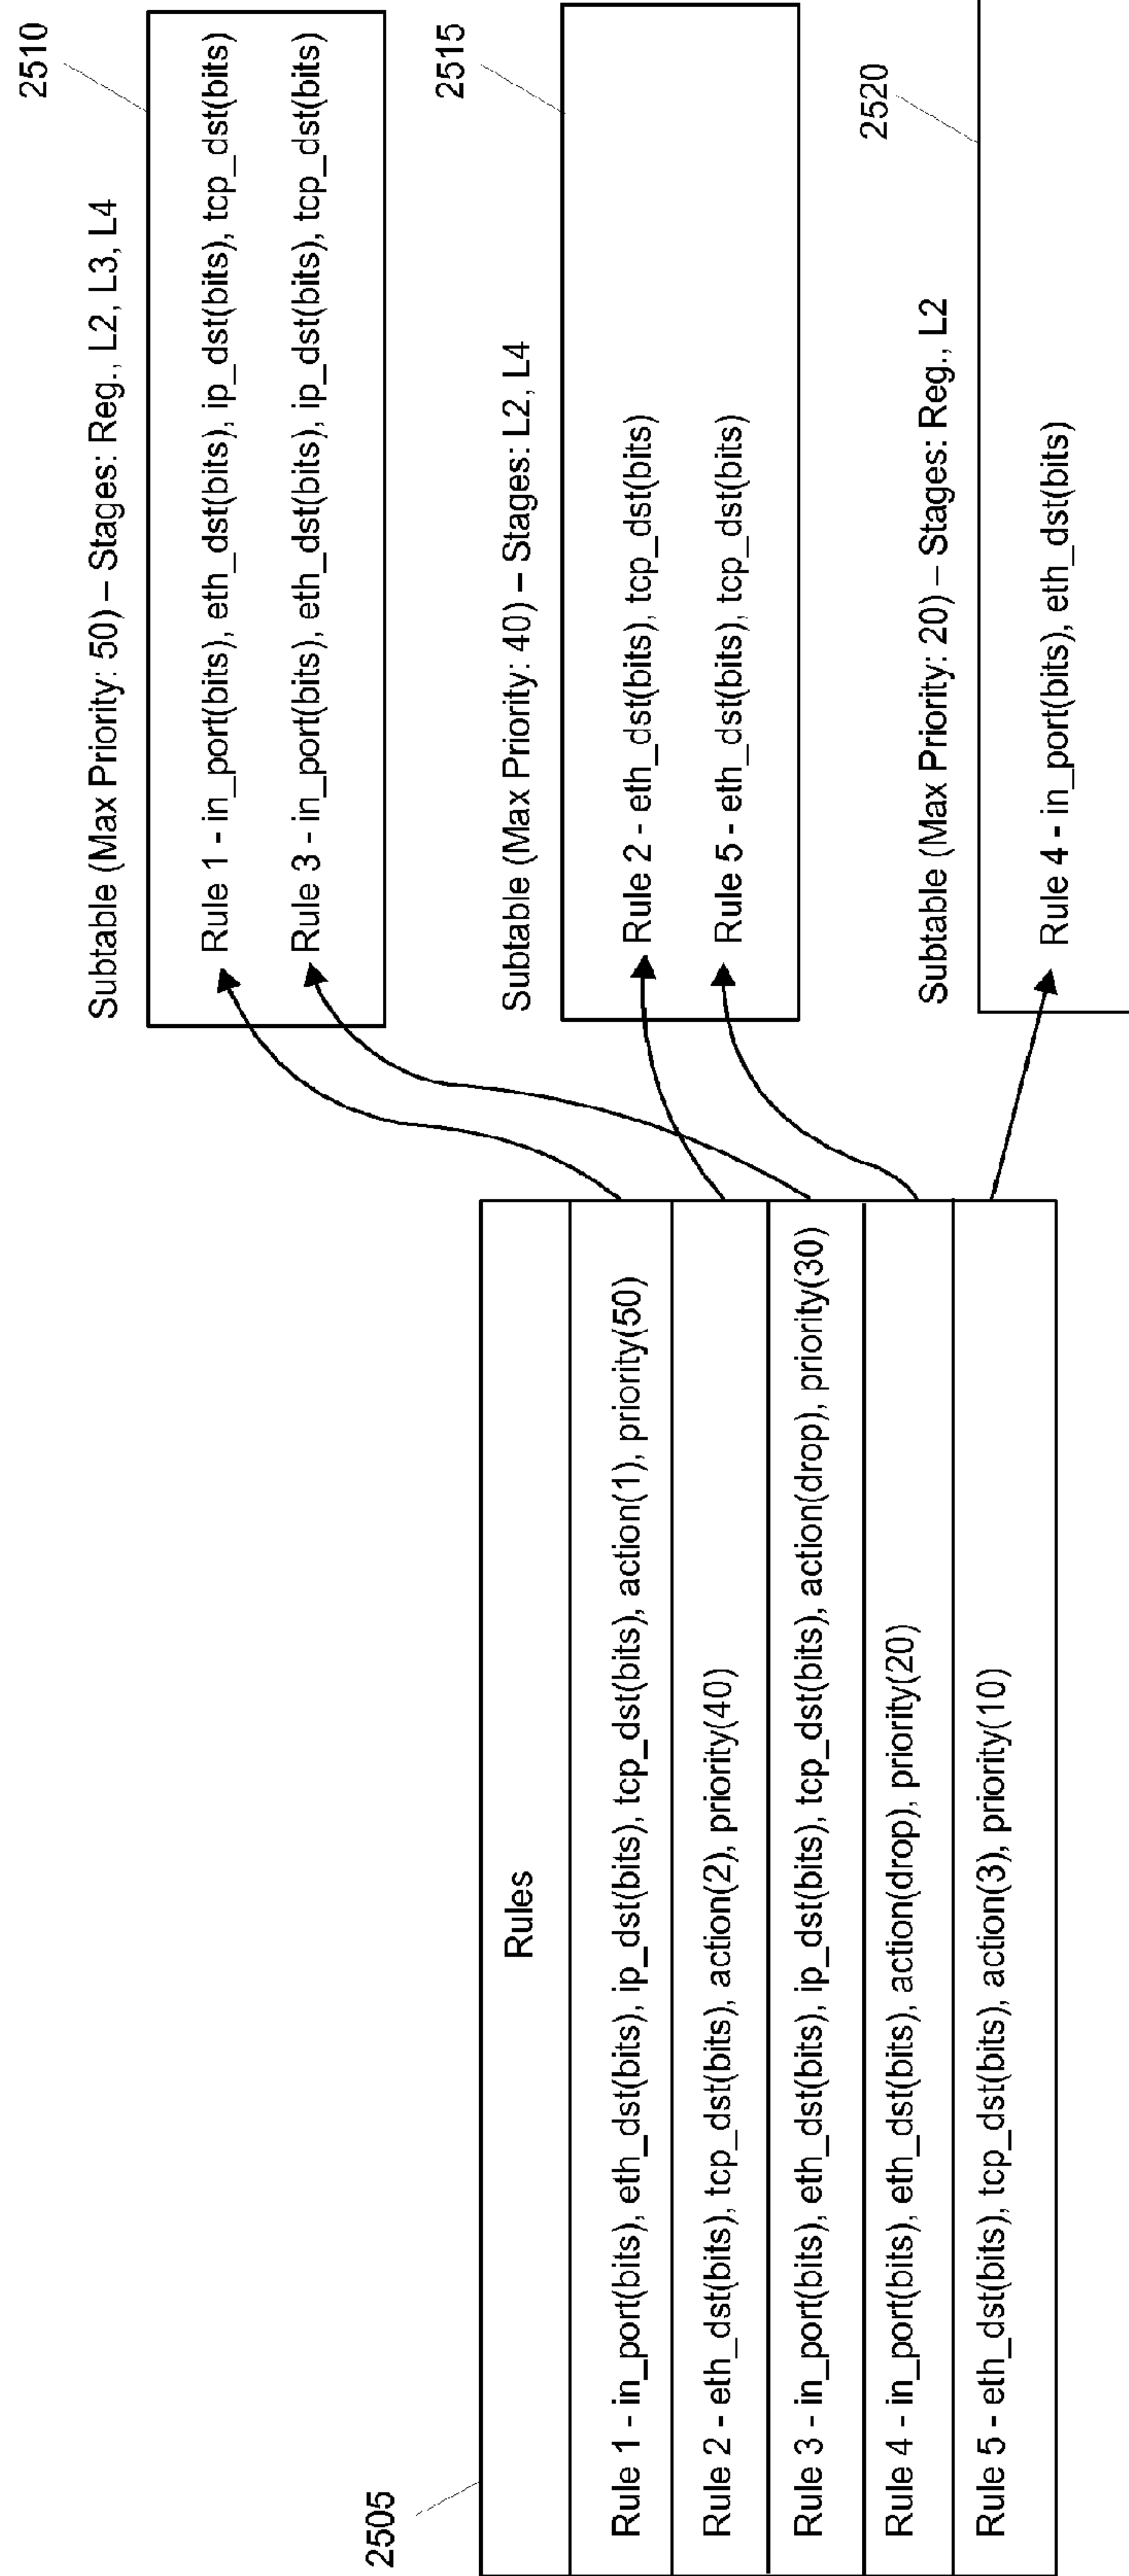 2505
Rules
Rule 1 - in_port(bits), eth_dst(bits), ip_dst(bits), tcp_dst(bits), action(1), priority(50)
Rule 2 - eth_dst(bits), tcp_dst(bits), action(2), priority(40)
Rule 3 - in_port(bits), eth_dst(bits), ip_dst(bits), tcp_dst(bits), action(drop), priority(30)
Rule 4 - in_port(bits), eth_dst(bits), action(drop), priority(20)
Rule 5 - eth_dst(bits), tcp_dst(bits), action(3), priority(10)
2510
Subtable (Max Priority: 50) – Stages: Reg., L2, L3, L4
Rule 1 - in_port(bits), eth_dst(bits), ip_dst(bits), tcp_dst(bits)
Rule 3 - in_port(bits), eth_dst(bits), ip_dst(bits), tcp_dst(bits)
2515
Subtable (Max Priority: 40) – Stages: L2, L4
Rule 2 - eth_dst(bits), tcp_dst(bits)
Rule 5 - eth_dst(bits), tcp_dst(bits)
2520
Subtable (Max Priority: 20) – Stages: Reg., L2
Rule 4 - in_port(bits), eth_dst(bits)